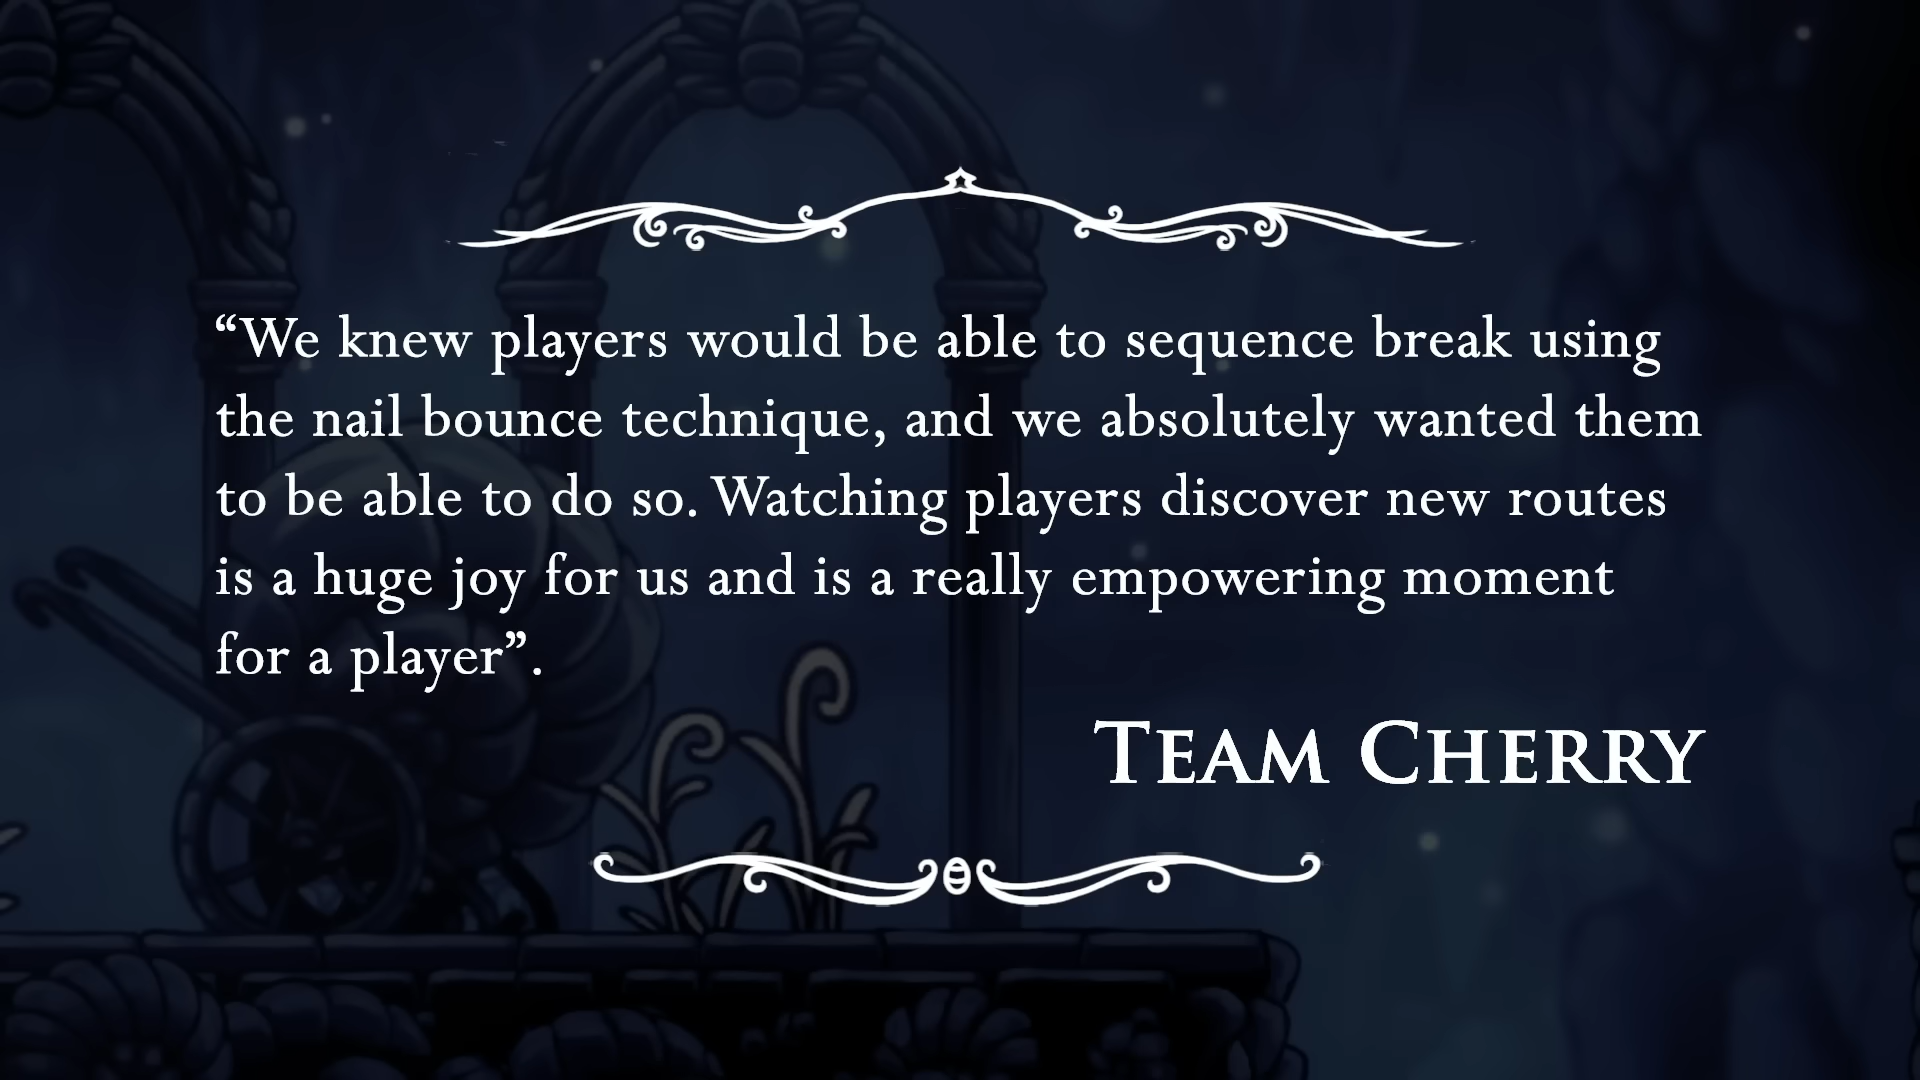 “We knew players would be able to sequence break using
the nail bounce technique, and we absolutely wanted them
to be able to do so. Watching players discover new routes
is a huge joy for us and is a really empowering moment
for a player”.
TEAM CHERRY